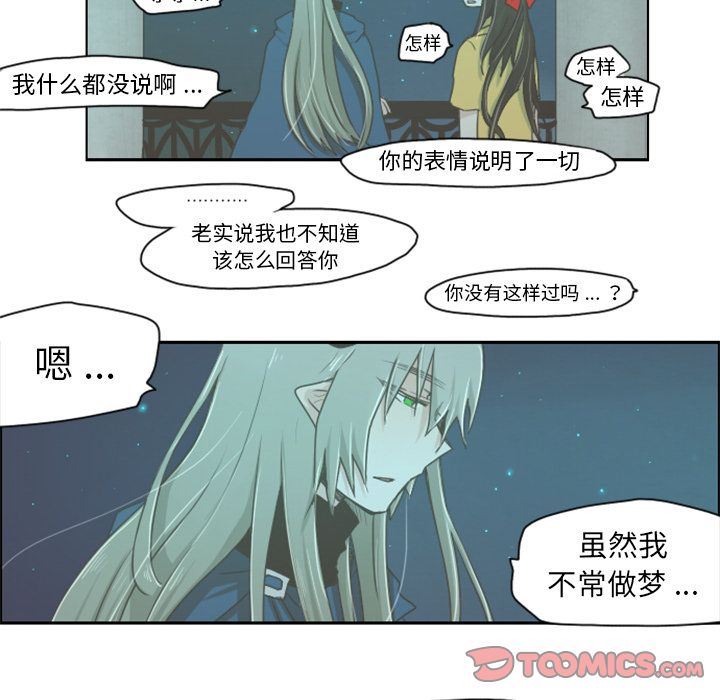 怎样
我什么都没说啊 ...
怎样
怎样
你的表情说明了一切
...........
老实说我也不知道
该怎么回答你
你没有这样过吗 ... ？
嗯 ...
虽然我
不常做梦 ...
TOOMICS.COM